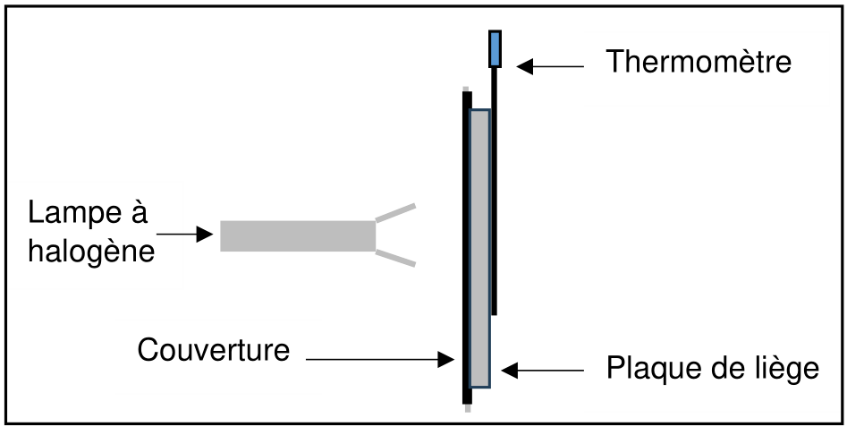 Thermomètre
Lampe à
halogène
Couverture
Plaque de liège